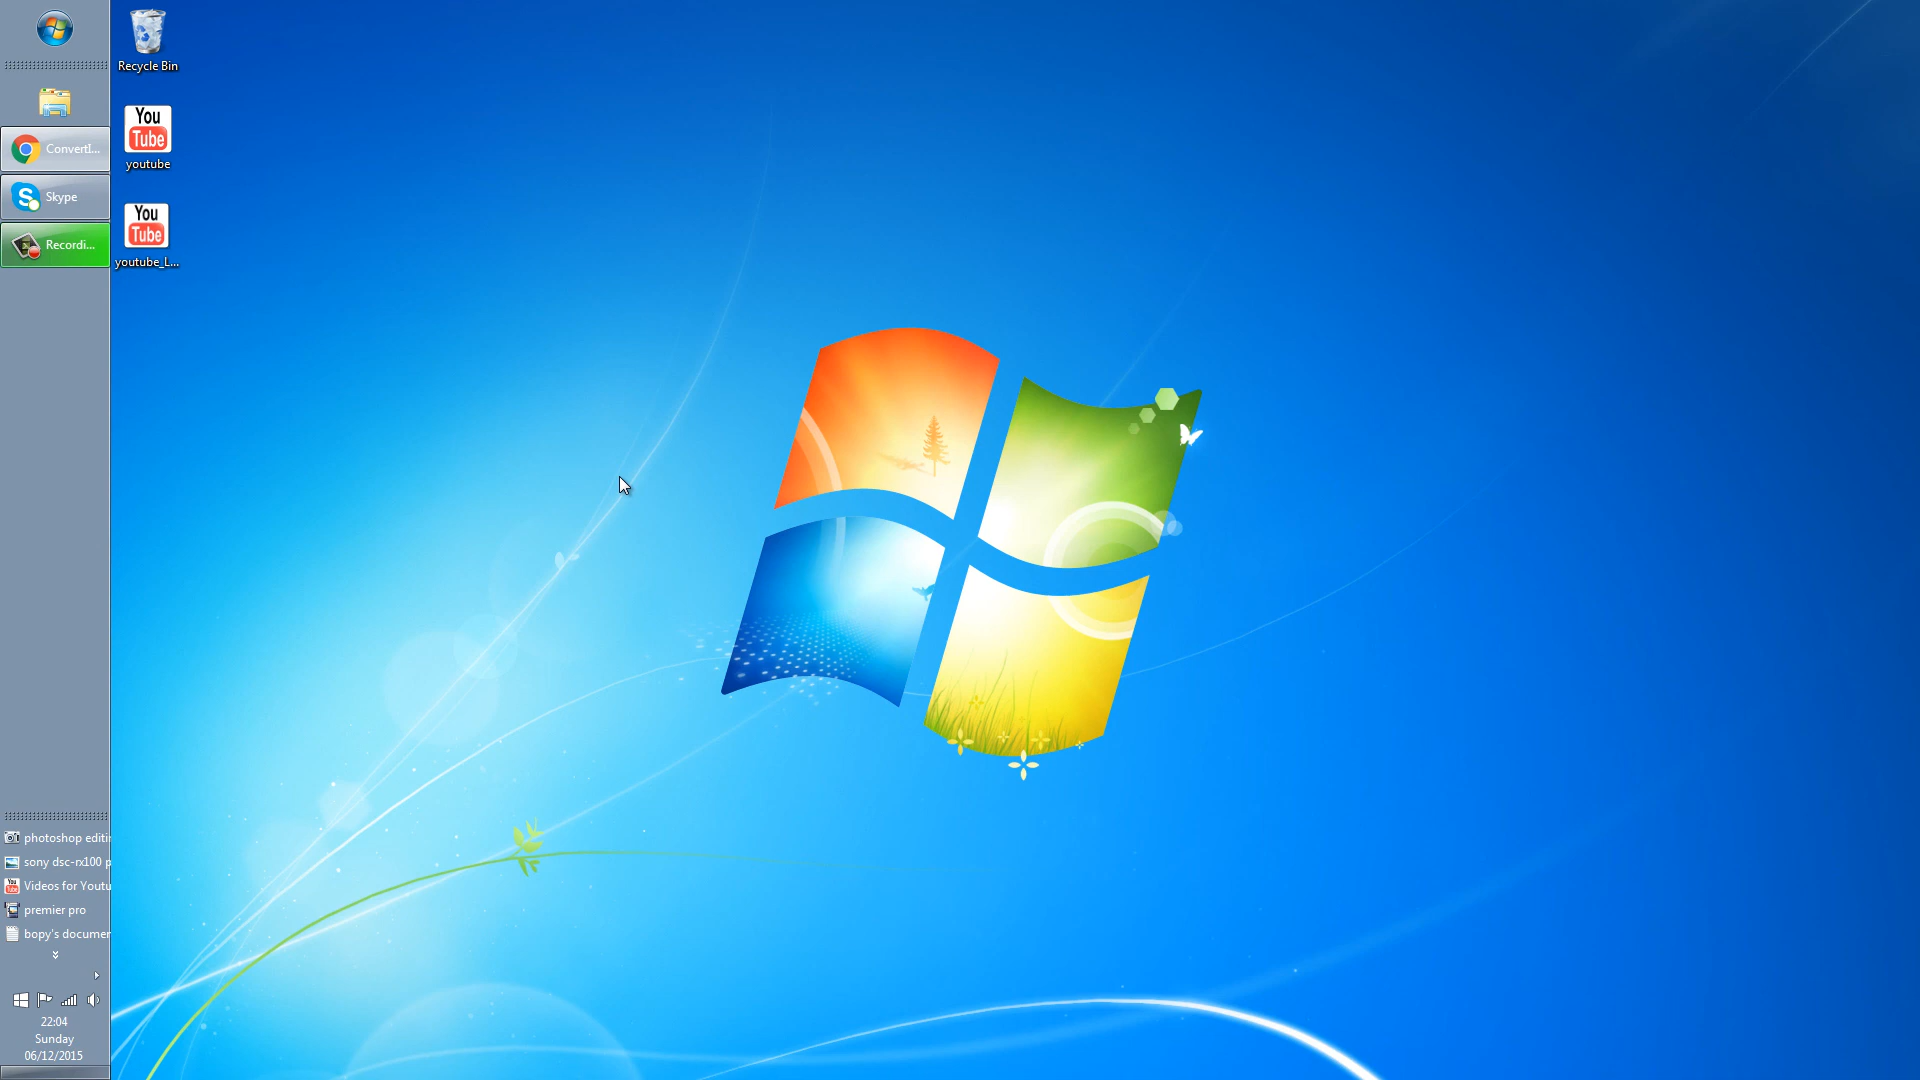 Recycle Bin
You
Tube
youtube
You
Tube
youtube_L...
ConvertI...
Skype
Recordi...
photoshop editi
sony dsc-rx100 p
Videos for Youtu
premier pro
bopy's documen
22:04
Sunday
06/12/2015